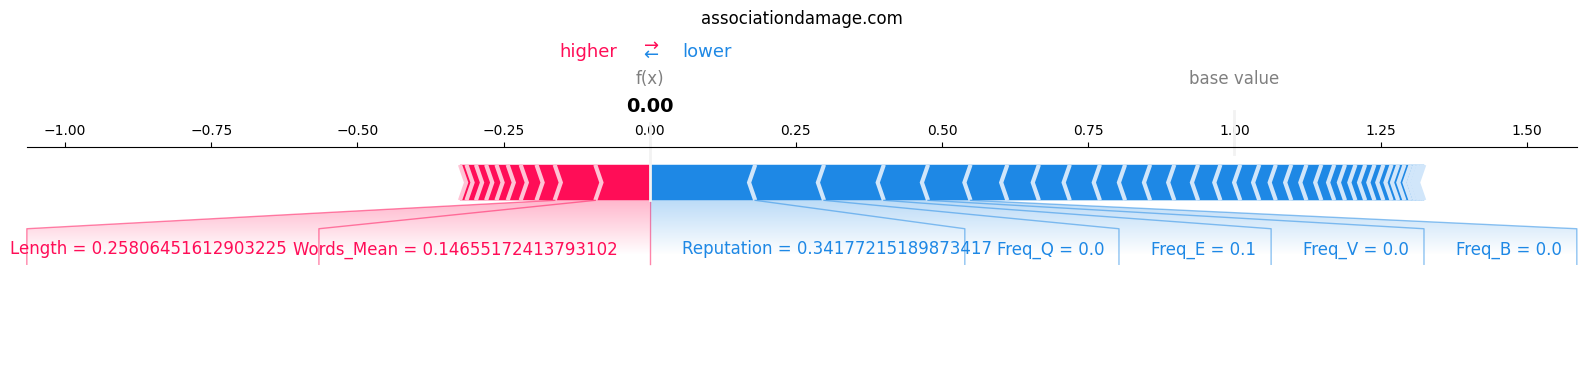 associationdamage.com
higher ⇄ lower
f(x) base value
0.00
−1.00 −0.75 −0.50 −0.25 0.00 0.25 0.50 0.75 1.00 1.25 1.50
Length = 0.25806451612903225 Words_Mean = 0.14655172413793102 Reputation = 0.34177215189873417 Freq_Q = 0.0 Freq_E = 0.1 Freq_V = 0.0 Freq_B = 0.0